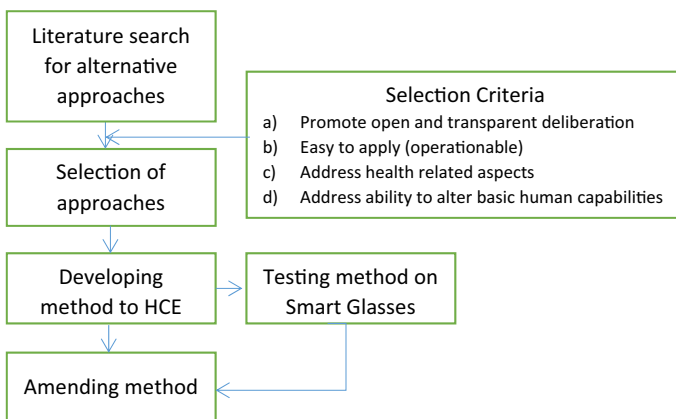 Literature search
for alternative
approaches
Selection Criteria
a) Promote open and transparent deliberation
b) Easy to apply (operationable)
c) Address health related aspects
d) Address ability to alter basic human capabilities
Selection of
approaches
Developing
method to HCE
Testing method on
Smart Glasses
Amending method